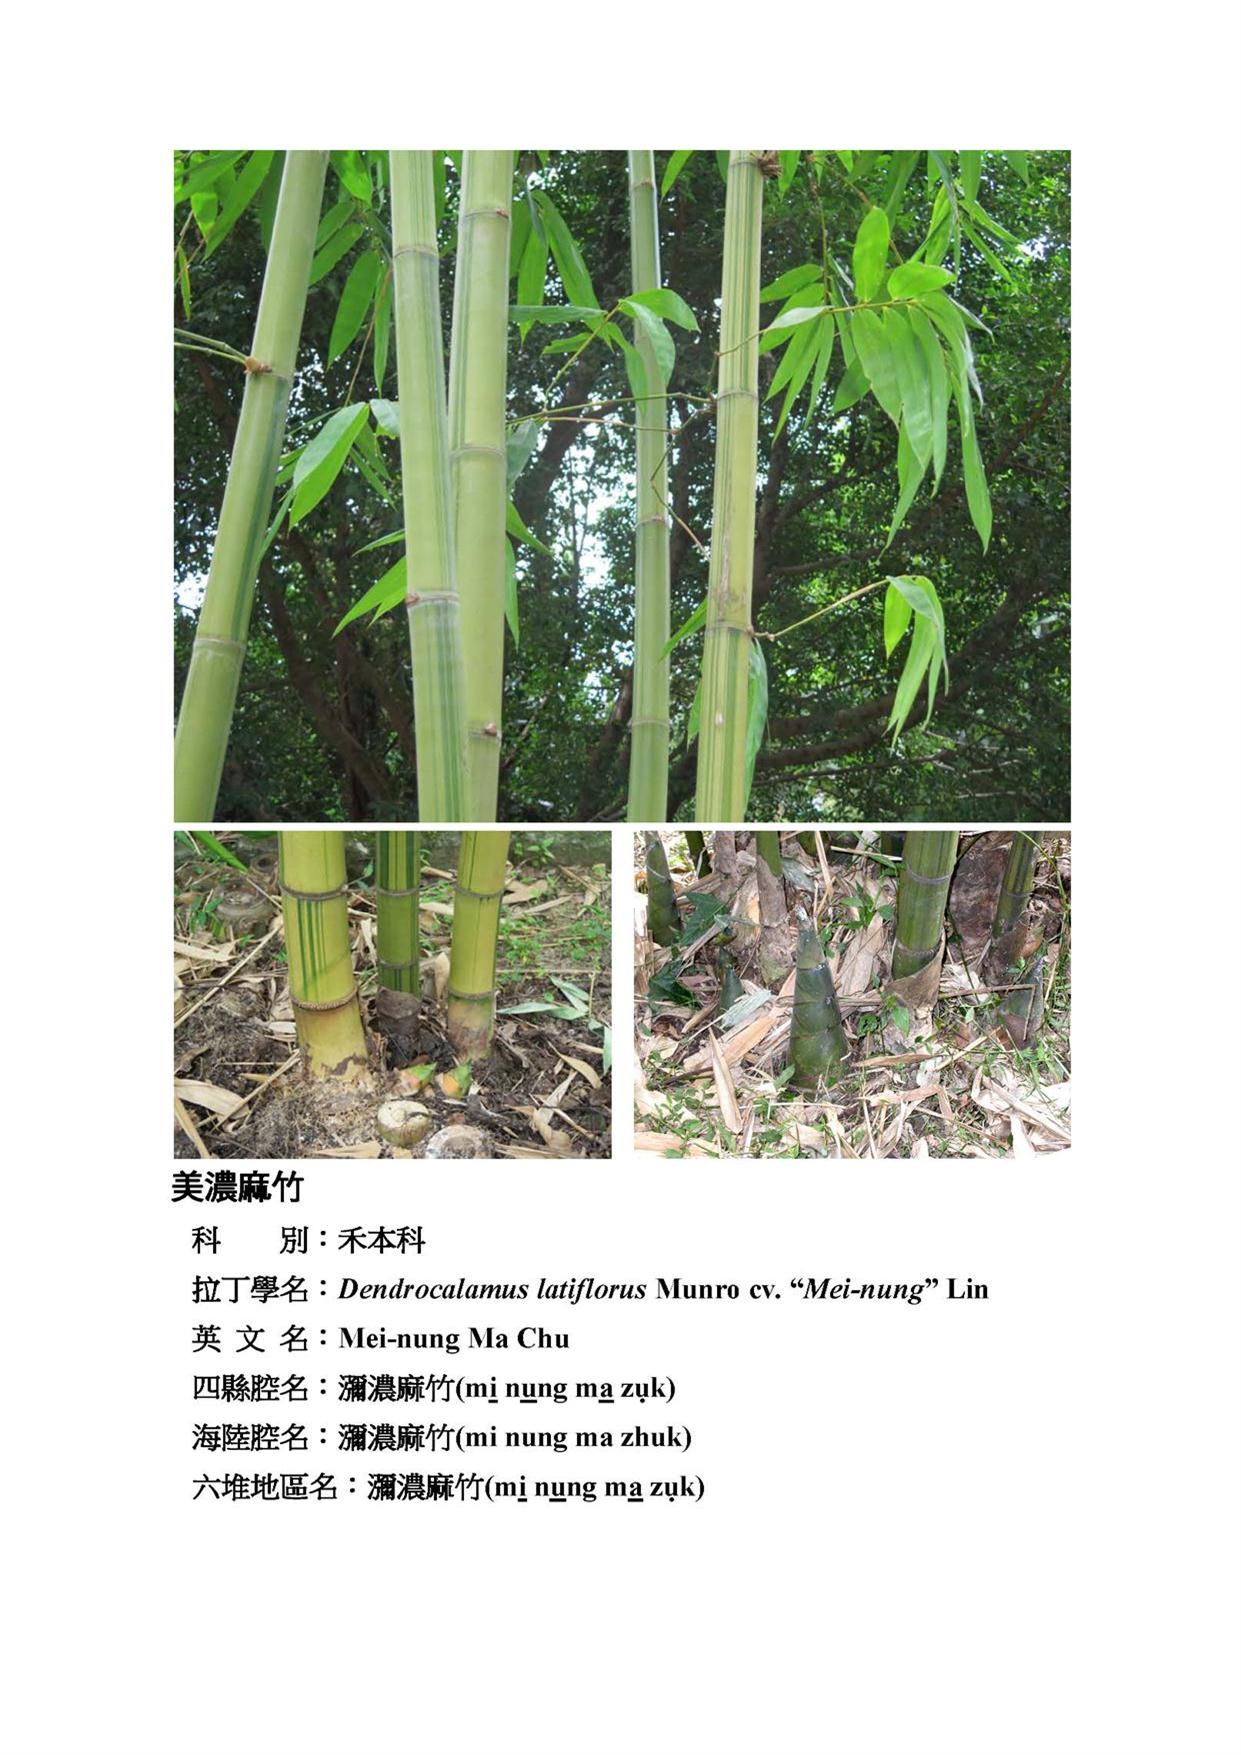 美濃麻竹
科　　別：禾本科
拉丁學名：Dendrocalamus latiflorus Munro cv. “Mei-nung” Lin
英 文 名：Mei-nung Ma Chu
四縣腔名：瀰濃麻竹(mi̲ nu̲ng ma̲ zụk)
海陸腔名：瀰濃麻竹(mi nung ma zhuk)
六堆地區名：瀰濃麻竹(mi̲ nu̲ng ma̲ zụk)